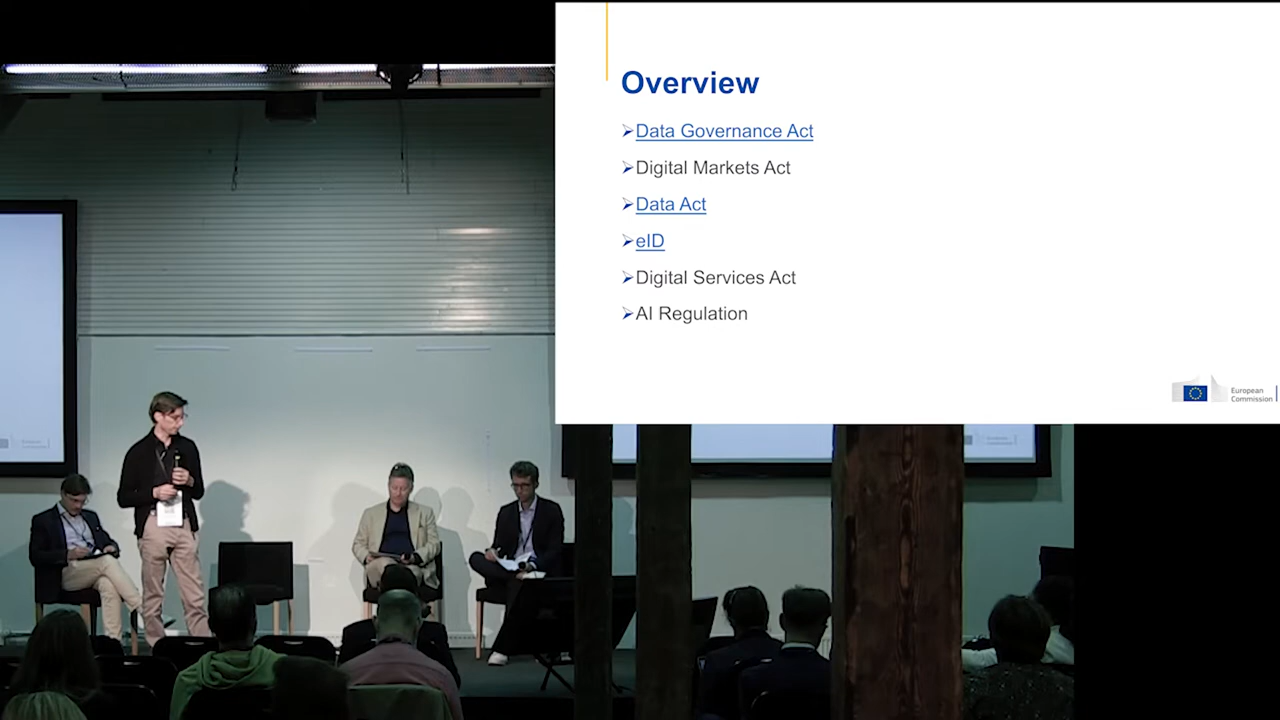 Overview
➢Data Governance Act
➢Digital Markets Act
➢Data Act
➢eID
➢Digital Services Act
➢AI Regulation
European
Commission